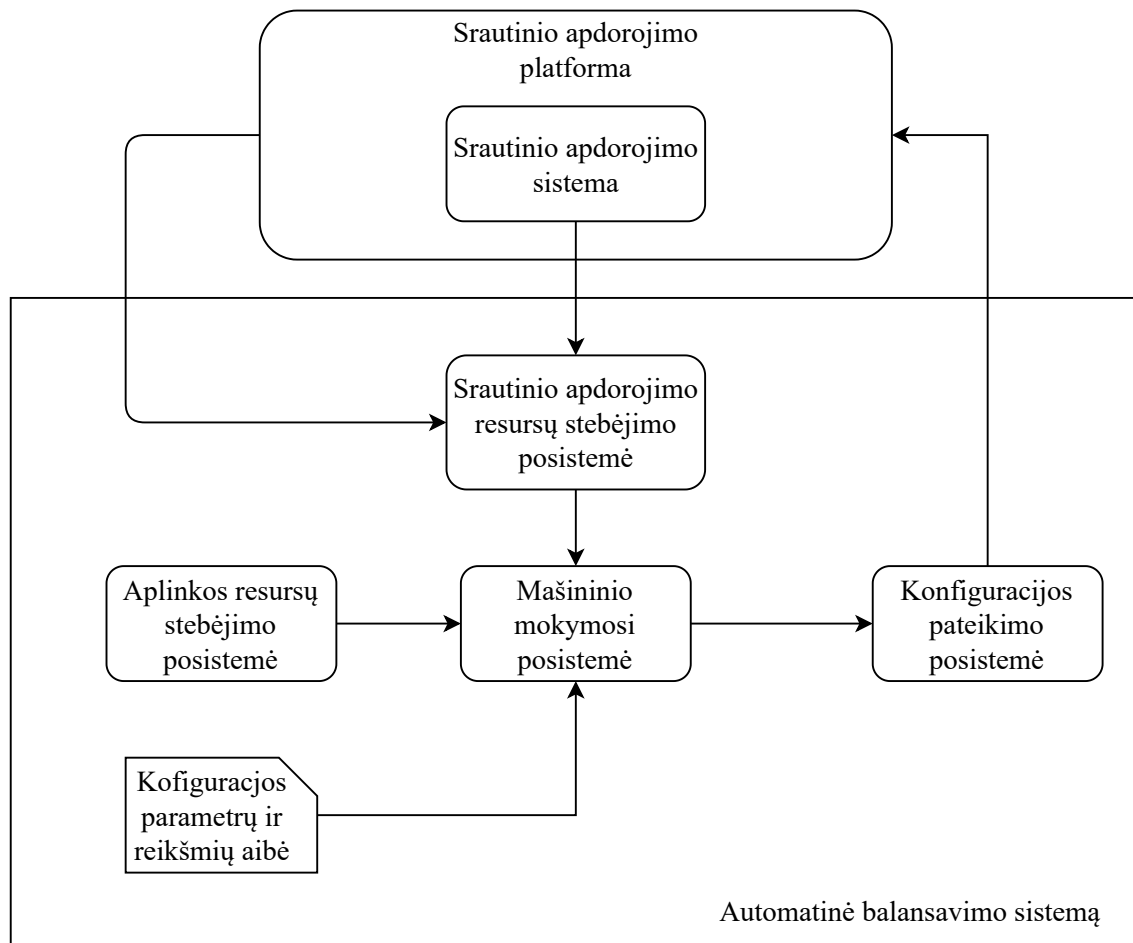 Srautinio apdorojimo
platforma
Srautinio apdorojimo
sistema
Srautinio apdorojimo
resursų stebėjimo
posistemė
Aplinkos resursų
stebėjimo
posistemė
Mašininio
mokymosi
posistemė
Konfiguracijos
pateikimo
posistemė
Kofiguracjos
parametrų ir
reikšmių aibė
Automatinė balansavimo sistemą